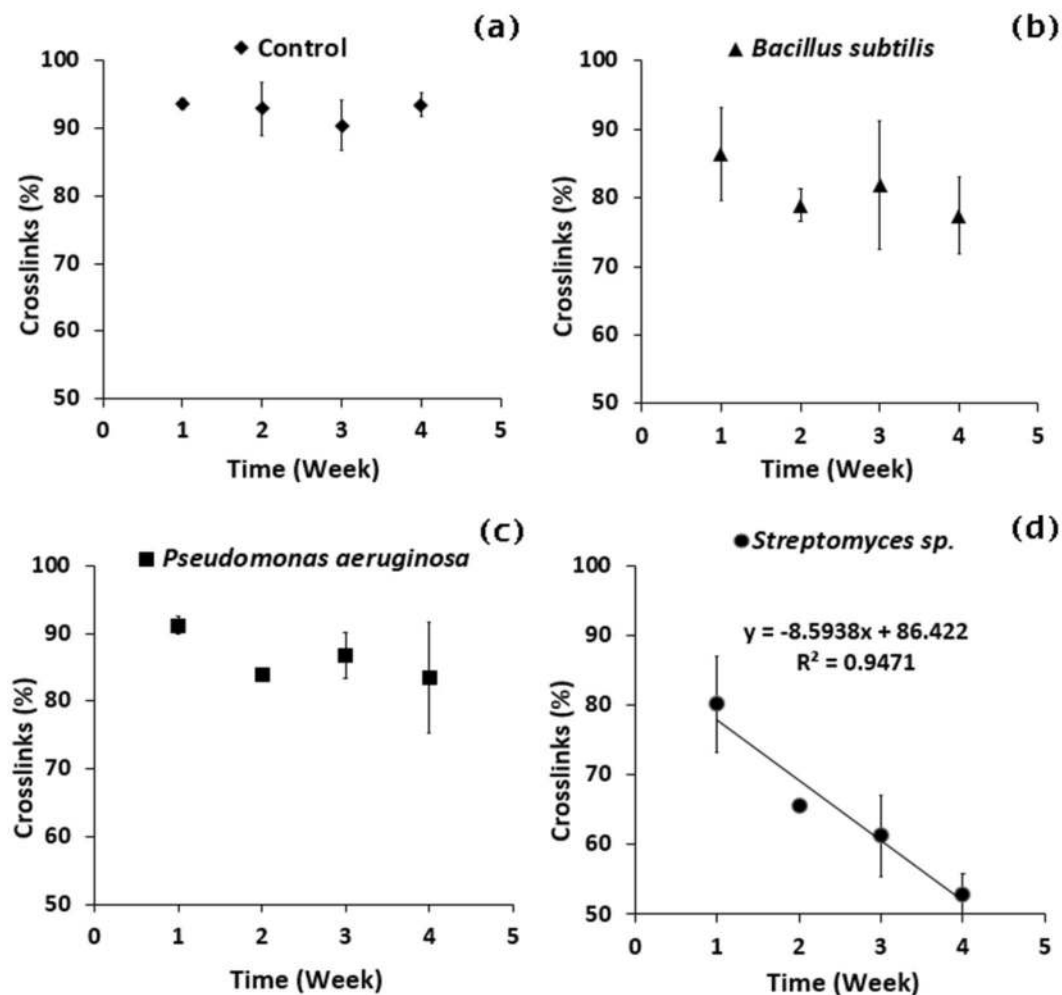 (a)
Control
100
90
80
70
60
50
Crosslinks (%)
0 1 2 3 4 5
Time (Week)
(b)
Bacillus subtilis
100
90
80
70
60
50
Crosslinks (%)
0 1 2 3 4 5
Time (Week)
(c)
Pseudomonas aeruginosa
100
90
80
70
60
50
Crosslinks (%)
0 1 2 3 4 5
Time (Week)
(d)
Streptomyces sp.
100
90
80
70
60
50
Crosslinks (%)
y = -8.5938x + 86.422
R² = 0.9471
0 1 2 3 4 5
Time (Week)